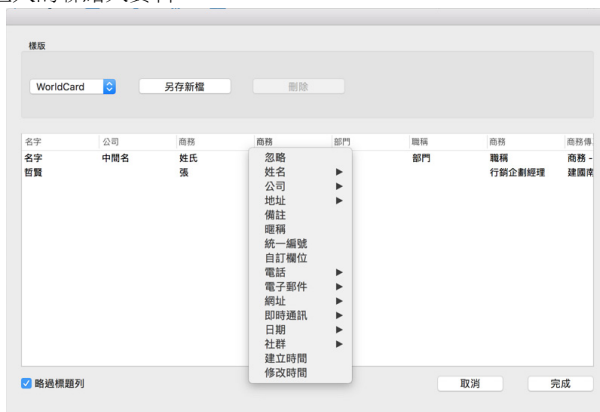 樣版
WorldCard 另存新檔 刪除
名字 公司 商務 商務 部門 職稱 商務 商務傳
名字 中間名 姓氏 部門 職稱 商務 -
哲賢 張 行銷企劃經理 建國南
忽略
姓名
公司
地址
備註
暱稱
統一編號
自訂欄位
電話
電子郵件
網址
即時通訊
日期
社群
建立時間
修改時間
略過標題列 取消 完成